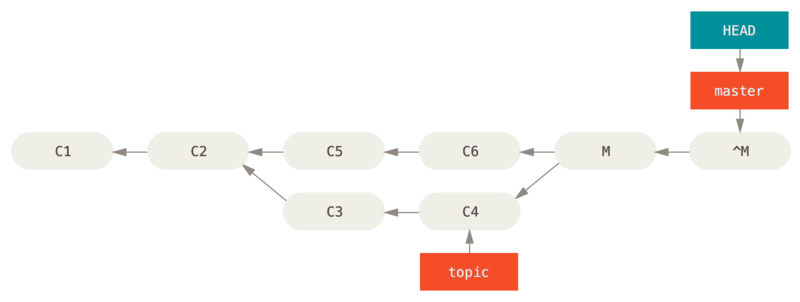 HEAD
master
C1 C2 C5 C6 M ^M
C3 C4
topic